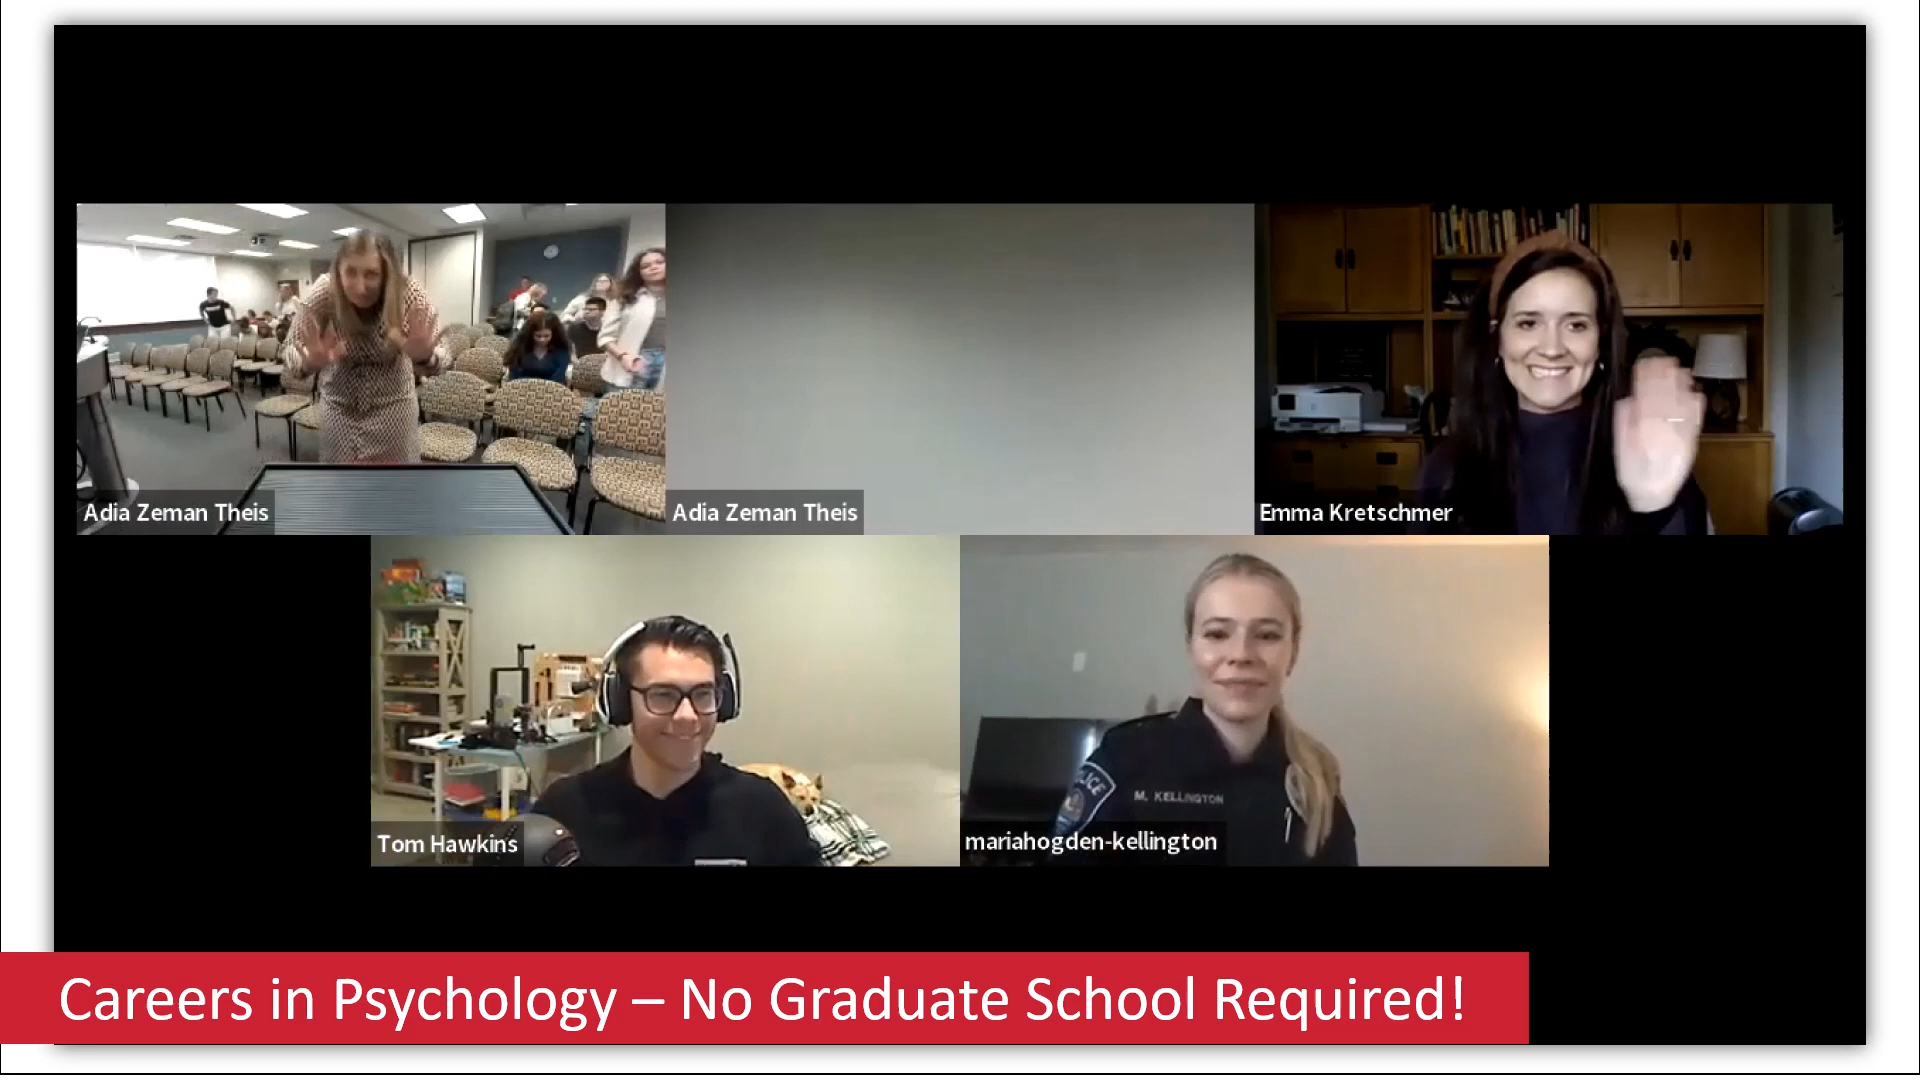 Adia Zeman Theis
Adia Zeman Theis
Emma Kretschmer
Tom Hawkins
POLICE
M. KELLINGTON
mariahogden-kellington
Careers in Psychology – No Graduate School Required!